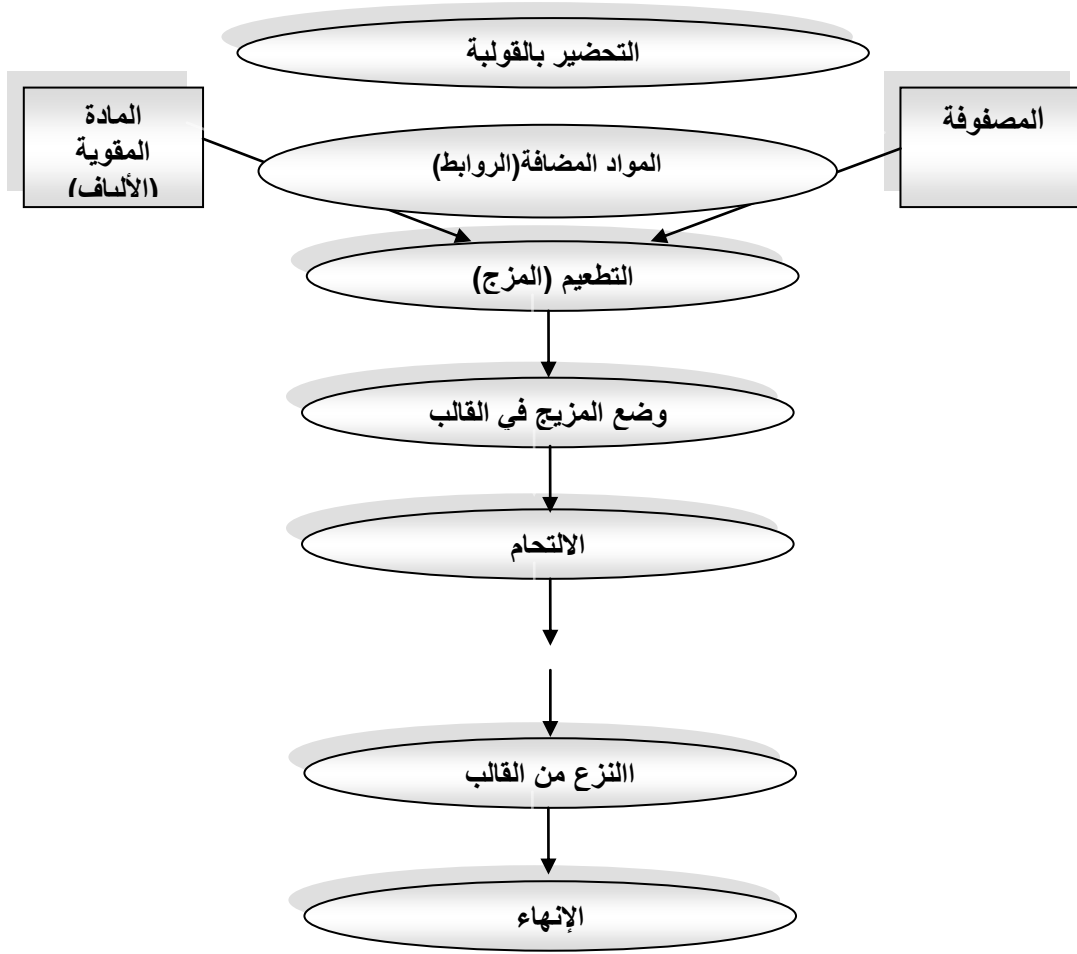 التحضير بالقولبة
المصفوفة
المادة
المقوية
(الألياف)
المواد المضافة(الروابط)
التطعيم (المزج)
وضع المزيج في القالب
الالتحام
االنزع من القالب
الإنهاء